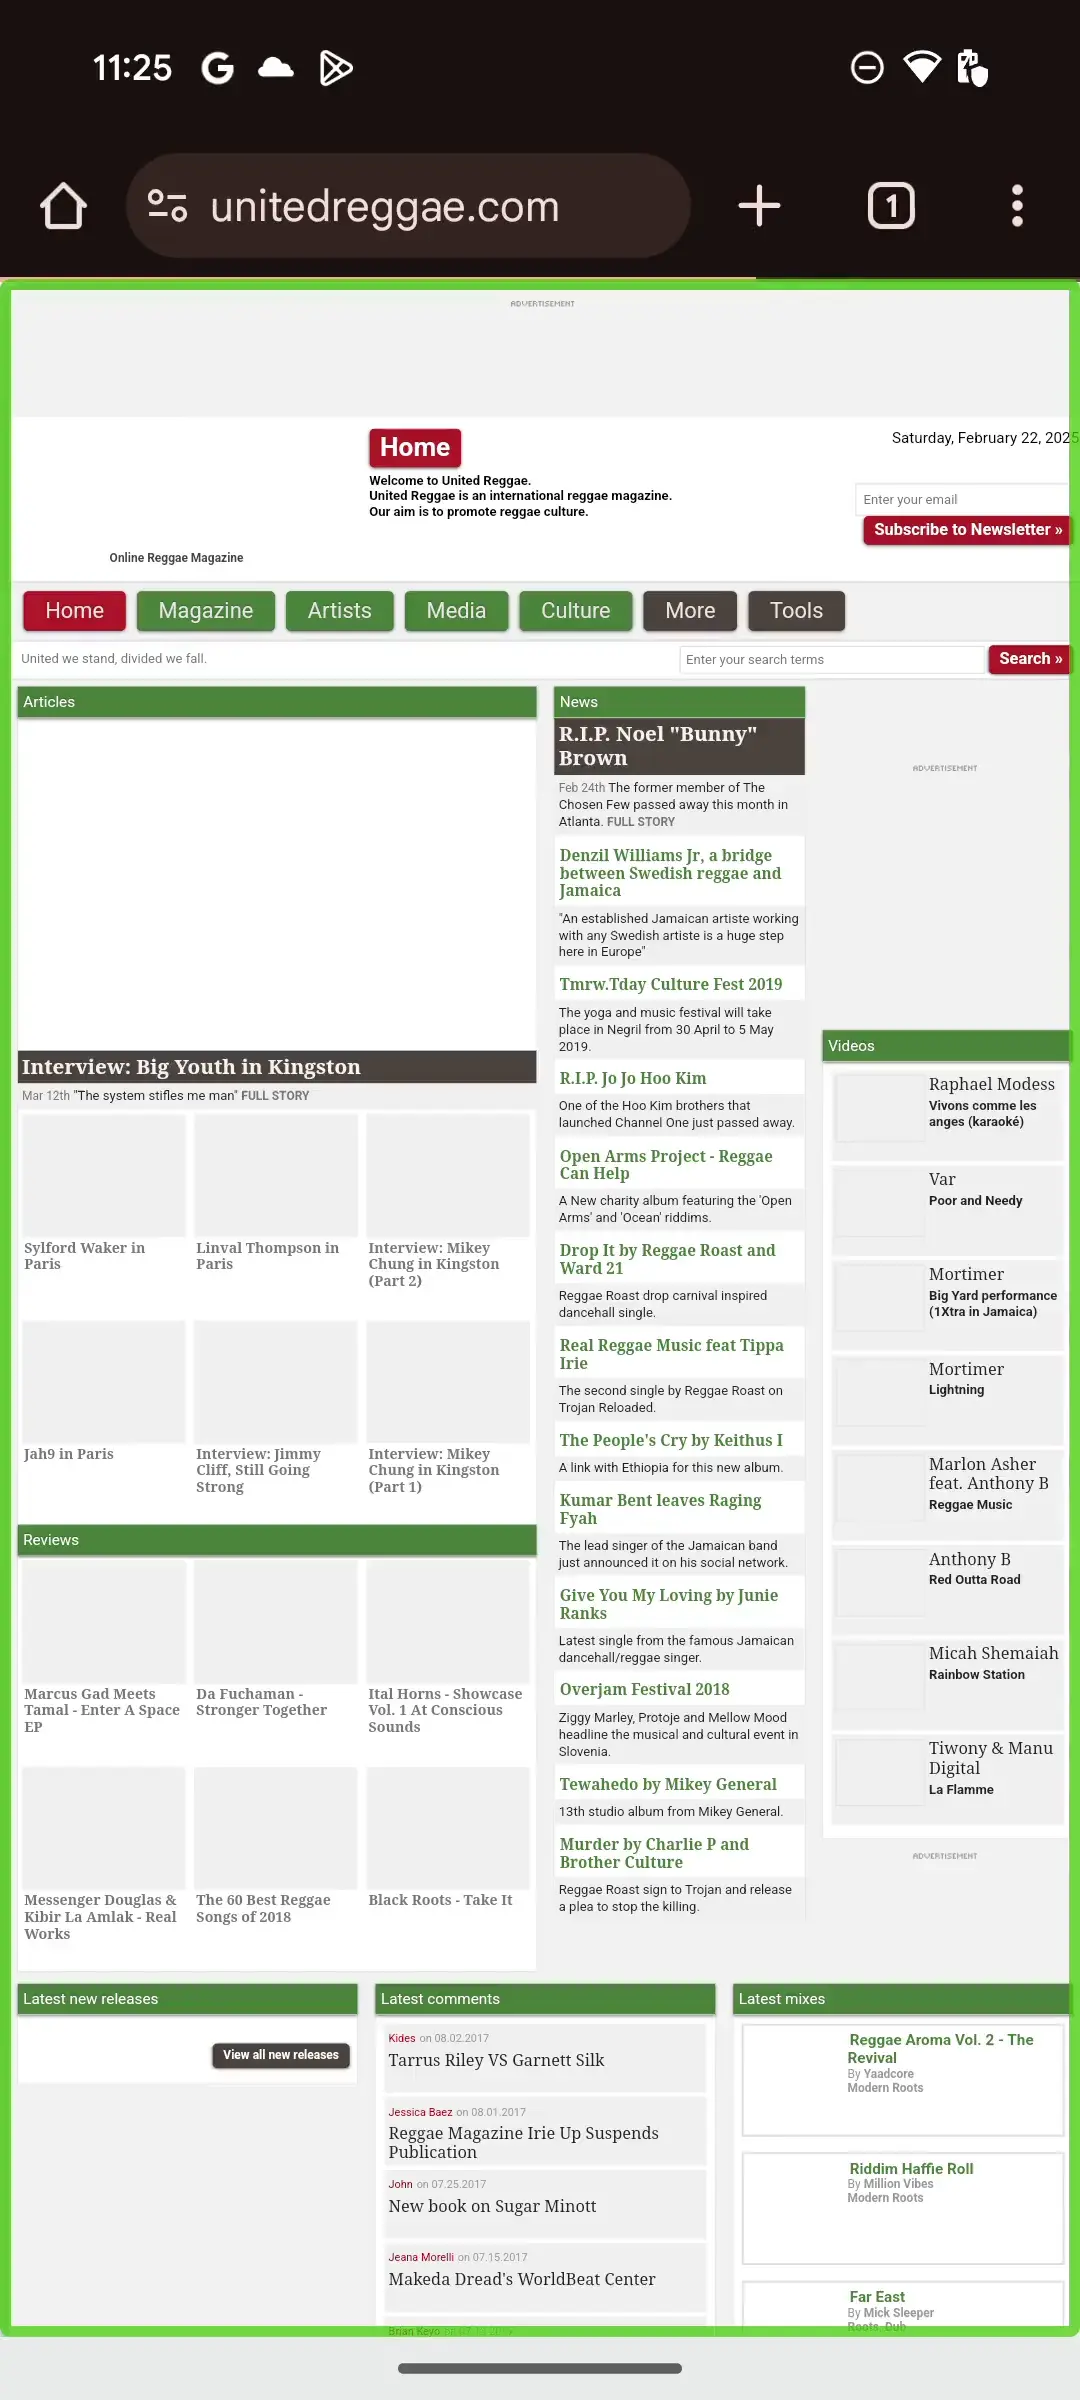 11:25
unitedreggae.com
1
ADVERTISEMENT
Home
Saturday, February 22, 2025
Welcome to United Reggae.
United Reggae is an international reggae magazine.
Our aim is to promote reggae culture.
Enter your email
Subscribe to Newsletter »
Online Reggae Magazine
Home
Magazine
Artists
Media
Culture
More
Tools
United we stand, divided we fall.
Enter your search terms
Search »
Articles
Interview: Big Youth in Kingston
Mar 12th "The system stifles me man" FULL STORY
Sylford Waker in
Paris
Linval Thompson in
Paris
Interview: Mikey
Chung in Kingston
(Part 2)
Jah9 in Paris
Interview: Jimmy
Cliff, Still Going
Strong
Interview: Mikey
Chung in Kingston
(Part 1)
Reviews
Marcus Gad Meets
Tamal - Enter A Space
EP
Da Fuchaman -
Stronger Together
Ital Horns - Showcase
Vol. 1 At Conscious
Sounds
Messenger Douglas &
Kibir La Amlak - Real
Works
The 60 Best Reggae
Songs of 2018
Black Roots - Take It
News
R.I.P. Noel "Bunny"
Brown
Feb 24th The former member of The
Chosen Few passed away this month in
Atlanta. FULL STORY
Denzil Williams Jr, a bridge
between Swedish reggae and
Jamaica
"An established Jamaican artiste working
with any Swedish artiste is a huge step
here in Europe"
Tmrw.Tday Culture Fest 2019
The yoga and music festival will take
place in Negril from 30 April to 5 May
2019.
R.I.P. Jo Jo Hoo Kim
One of the Hoo Kim brothers that
launched Channel One just passed away.
Open Arms Project - Reggae
Can Help
A New charity album featuring the 'Open
Arms' and 'Ocean' riddims.
Drop It by Reggae Roast and
Ward 21
Reggae Roast drop carnival inspired
dancehall single.
Real Reggae Music feat Tippa
Irie
The second single by Reggae Roast on
Trojan Reloaded.
The People's Cry by Keithus I
A link with Ethiopia for this new album.
Kumar Bent leaves Raging
Fyah
The lead singer of the Jamaican band
just announced it on his social network.
Give You My Loving by Junie
Ranks
Latest single from the famous Jamaican
dancehall/reggae singer.
Overjam Festival 2018
Ziggy Marley, Protoje and Mellow Mood
headline the musical and cultural event in
Slovenia.
Tewahedo by Mikey General
13th studio album from Mikey General.
Murder by Charlie P and
Brother Culture
Reggae Roast sign to Trojan and release
a plea to stop the killing.
ADVERTISEMENT
Videos
Raphael Modess
Vivons comme les
anges (karaoké)
Var
Poor and Needy
Mortimer
Big Yard performance
(1Xtra in Jamaica)
Mortimer
Lightning
Marlon Asher
feat. Anthony B
Reggae Music
Anthony B
Red Outta Road
Micah Shemaiah
Rainbow Station
Tiwony & Manu
Digital
La Flamme
ADVERTISEMENT
Latest new releases
View all new releases
Latest comments
Kides on 08.02.2017
Tarrus Riley VS Garnett Silk
Jessica Baez on 08.01.2017
Reggae Magazine Irie Up Suspends
Publication
John on 07.25.2017
New book on Sugar Minott
Jeana Morelli on 07.15.2017
Makeda Dread's WorldBeat Center
Brian Keyo on
Latest mixes
Reggae Aroma Vol. 2 - The
Revival
By Yaadcore
Modern Roots
Riddim Haffie Roll
By Million Vibes
Modern Roots
Far East
By Mick Sleeper
Roots, Dub